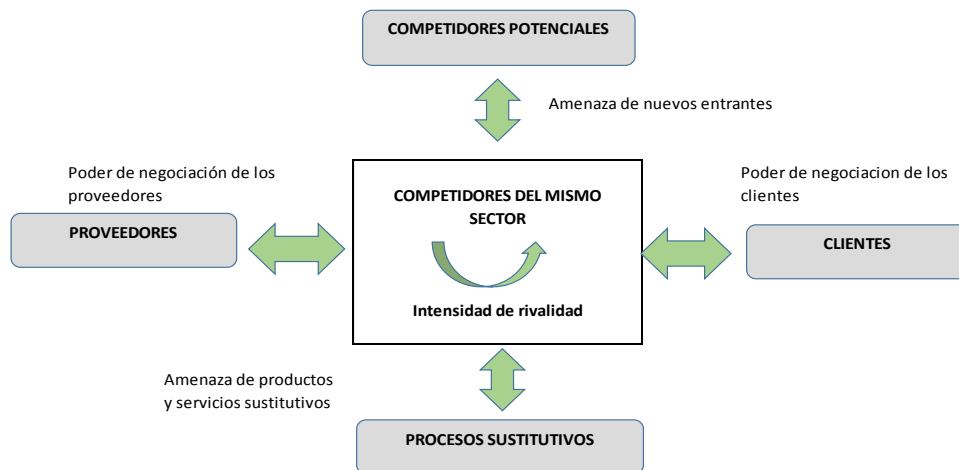 COMPETIDORES POTENCIALES
Amenaza de nuevos entrantes
Poder de negociación de los
proveedores
PROVEEDORES
COMPETIDORES DEL MISMO
SECTOR
Intensidad de rivalidad
Poder de negociacion de los
clientes
CLIENTES
Amenaza de productos
y servicios sustitutivos
PROCESOS SUSTITUTIVOS